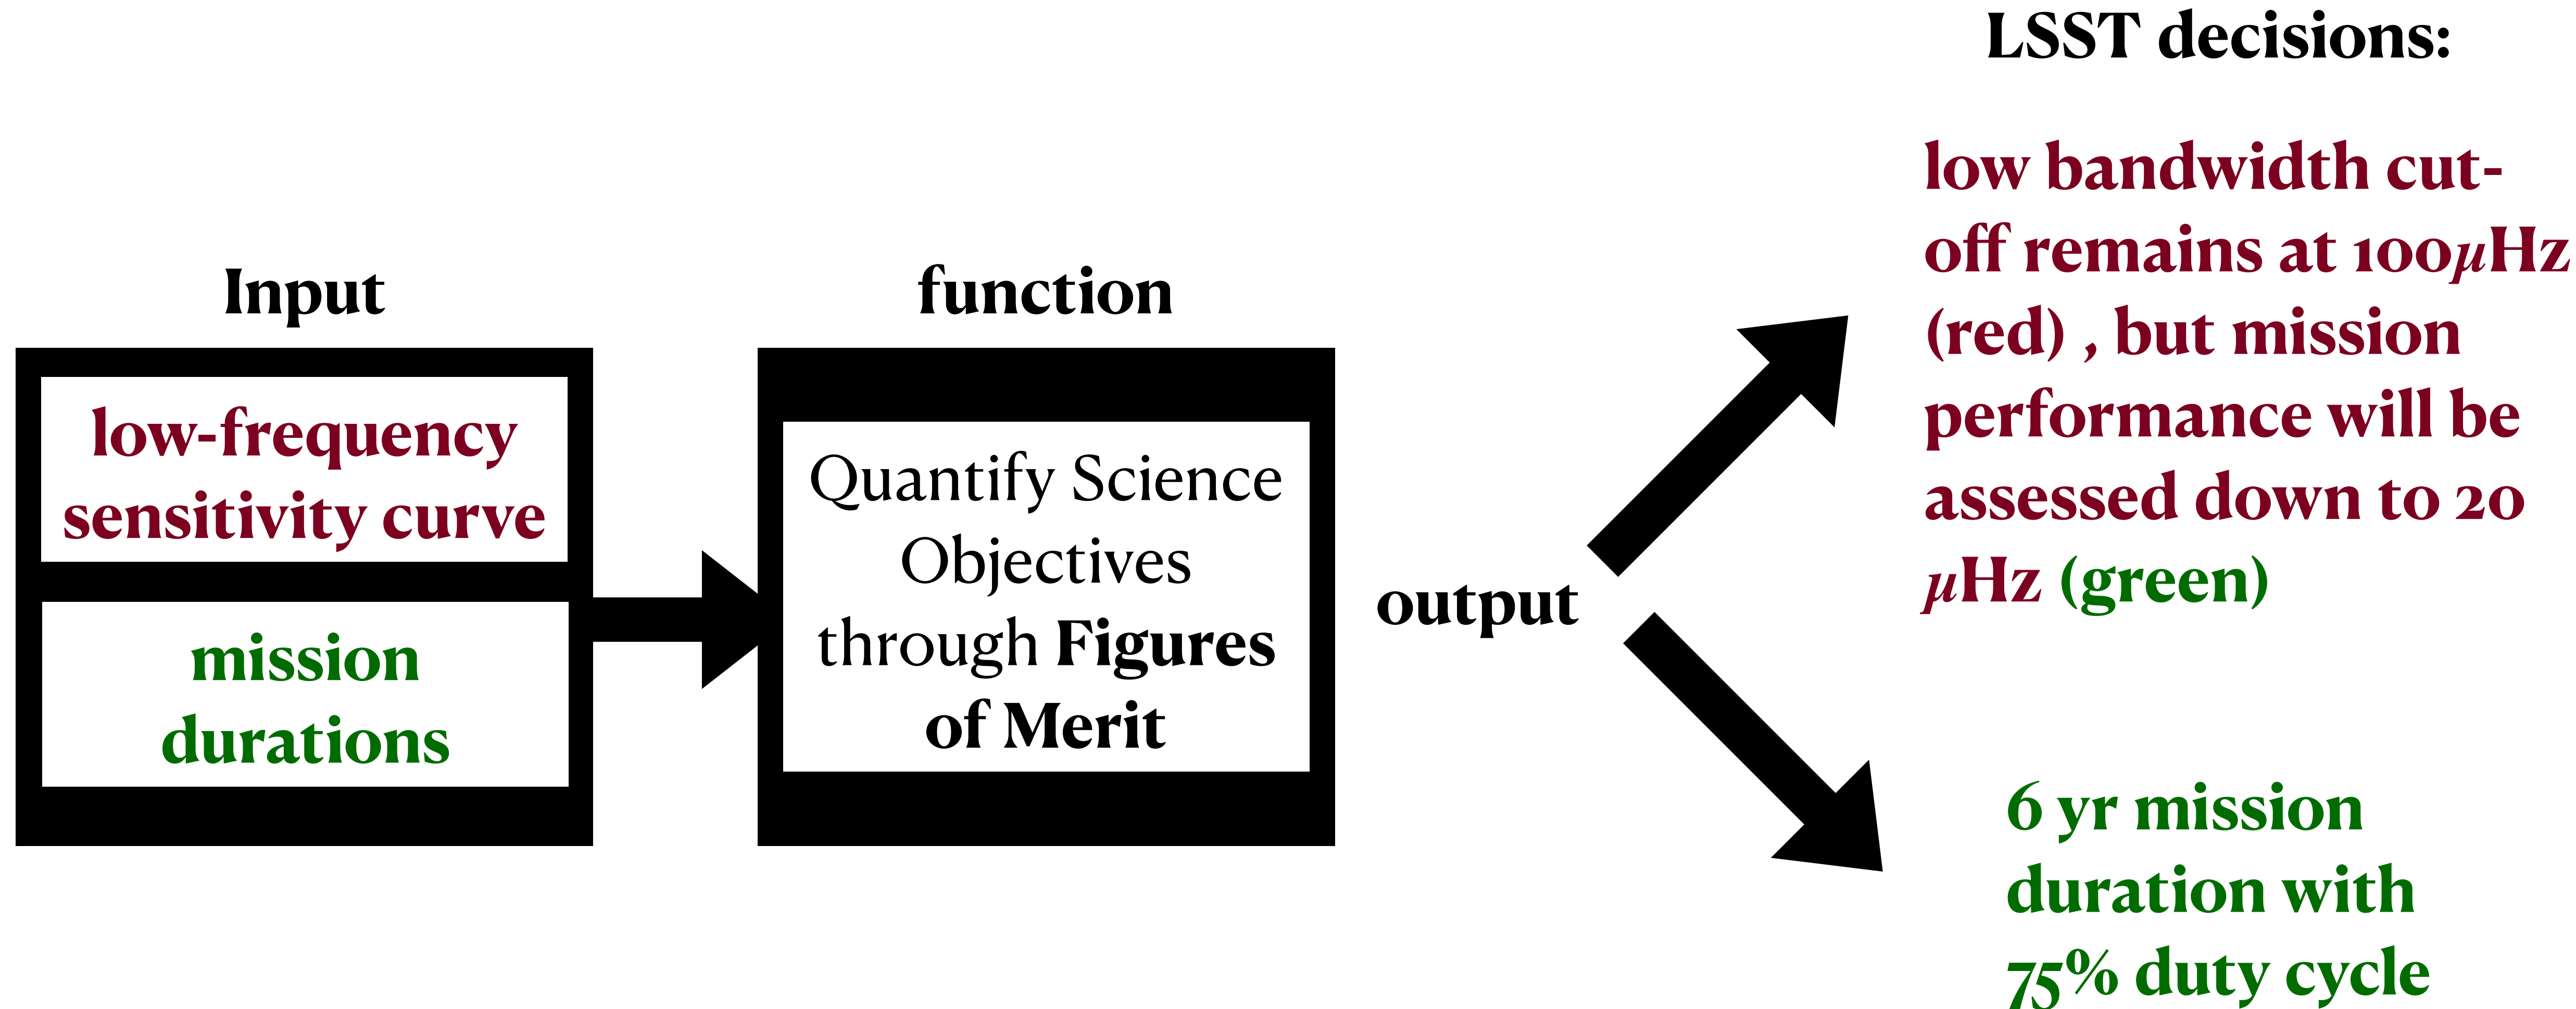 Input
low-frequency
sensitivity curve
mission
durations
function
Quantify Science
Objectives
through Figures
of Merit
output
LSST decisions:
low bandwidth cut-
off remains at 100μHz
(red) , but mission
performance will be
assessed down to 20
μHz (green)
6 yr mission
duration with
75% duty cycle